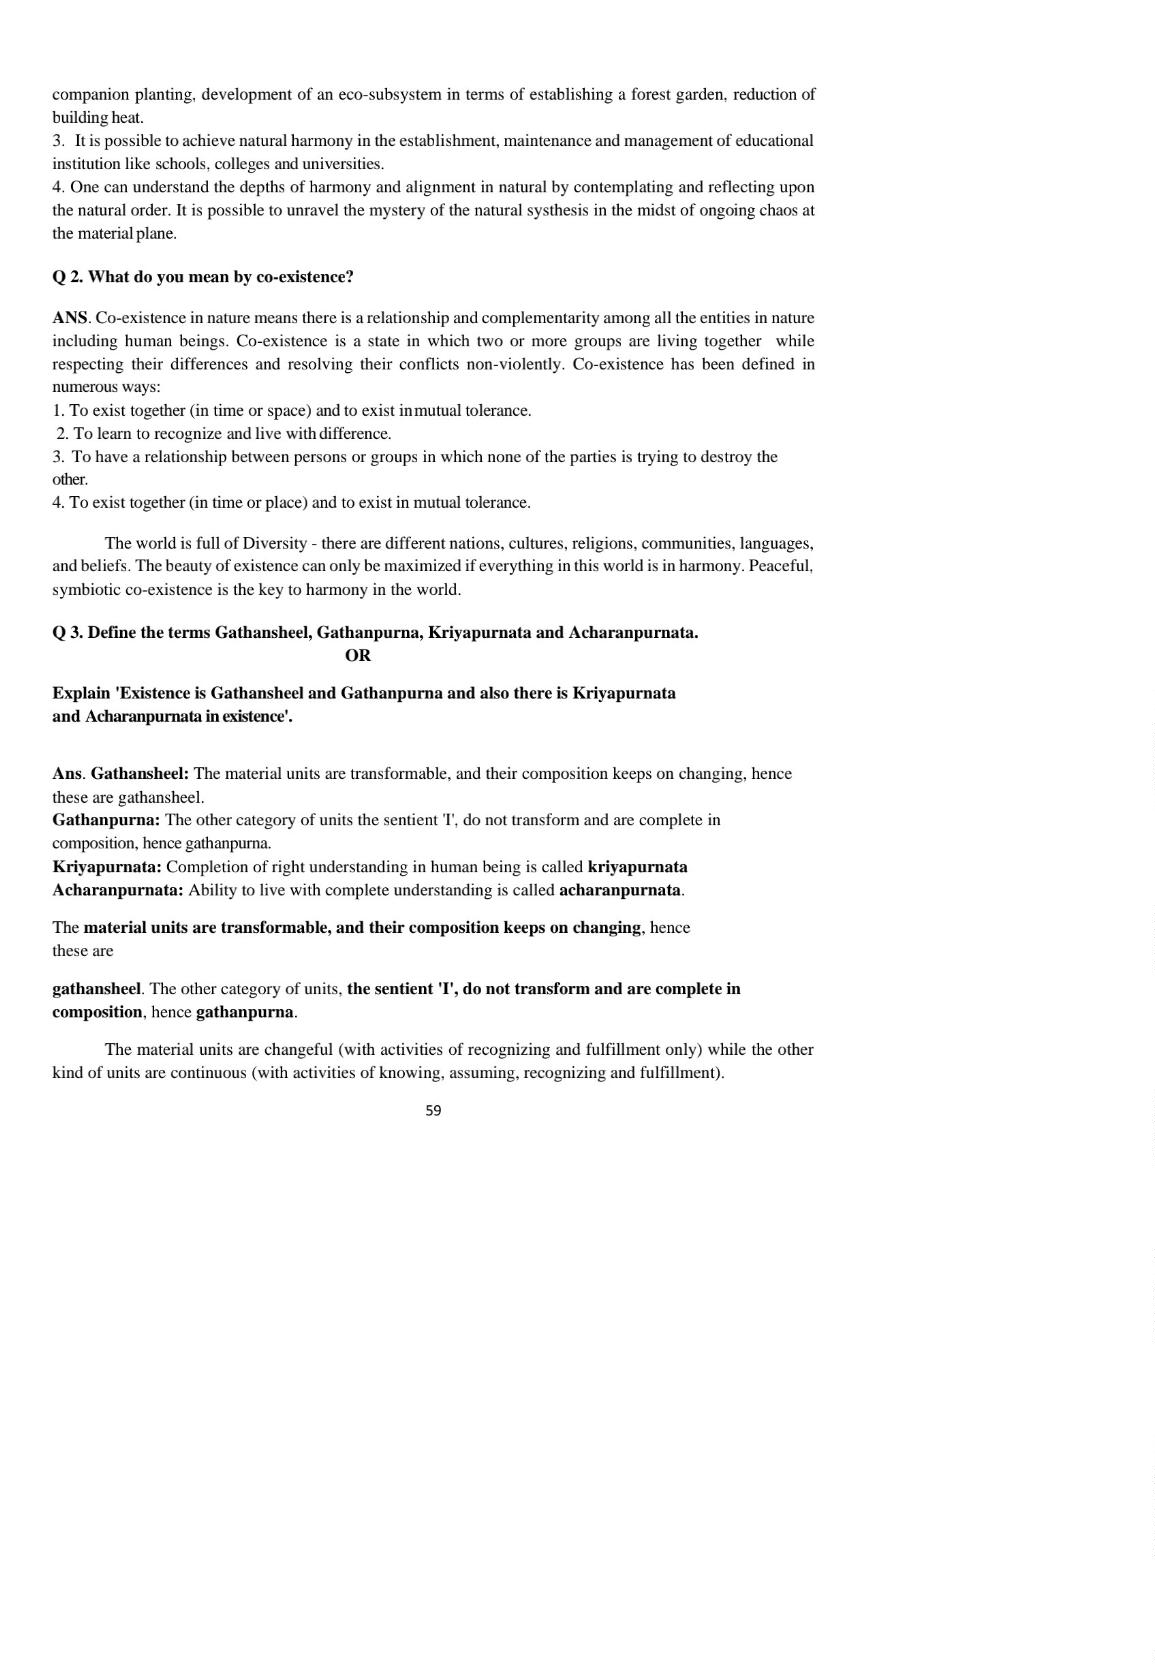 companion planting, development of an eco-subsystem in terms of establishing a forest garden, reduction of
building heat.
3. It is possible to achieve natural harmony in the establishment, maintenance and management of educational
institution like schools, colleges and universities.
4. One can understand the depths of harmony and alignment in natural by contemplating and reflecting upon
the natural order. It is possible to unravel the mystery of the natural systhesis in the midst of ongoing chaos at
the material plane.
Q 2. What do you mean by co-existence?
ANS. Co-existence in nature means there is a relationship and complementarity among all the entities in nature
including human beings. Co-existence is a state in which two or more groups are living together while
respecting their differences and resolving their conflicts non-violently. Co-existence has been defined in
numerous ways:
1. To exist together (in time or space) and to exist in mutual tolerance.
2. To learn to recognize and live with difference.
3. To have a relationship between persons or groups in which none of the parties is trying to destroy the
other.
4. To exist together (in time or place) and to exist in mutual tolerance.
The world is full of Diversity - there are different nations, cultures, religions, communities, languages,
and beliefs. The beauty of existence can only be maximized if everything in this world is in harmony. Peaceful,
symbiotic co-existence is the key to harmony in the world.
Q 3. Define the terms Gathansheel, Gathanpurna, Kriyapurnata and Acharanpurnata.
OR
Explain 'Existence is Gathansheel and Gathanpurna and also there is Kriyapurnata
and Acharanpurnata in existence'.
Ans. Gathansheel: The material units are transformable, and their composition keeps on changing, hence
these are gathansheel.
Gathanpurna: The other category of units the sentient 'I', do not transform and are complete in
composition, hence gathanpurna.
Kriyapurnata: Completion of right understanding in human being is called kriyapurnata
Acharanpurnata: Ability to live with complete understanding is called acharanpurnata.
The material units are transformable, and their composition keeps on changing, hence
these are
gathansheel. The other category of units, the sentient 'I', do not transform and are complete in
composition, hence gathanpurna.
The material units are changeful (with activities of recognizing and fulfillment only) while the other
kind of units are continuous (with activities of knowing, assuming, recognizing and fulfillment).
59